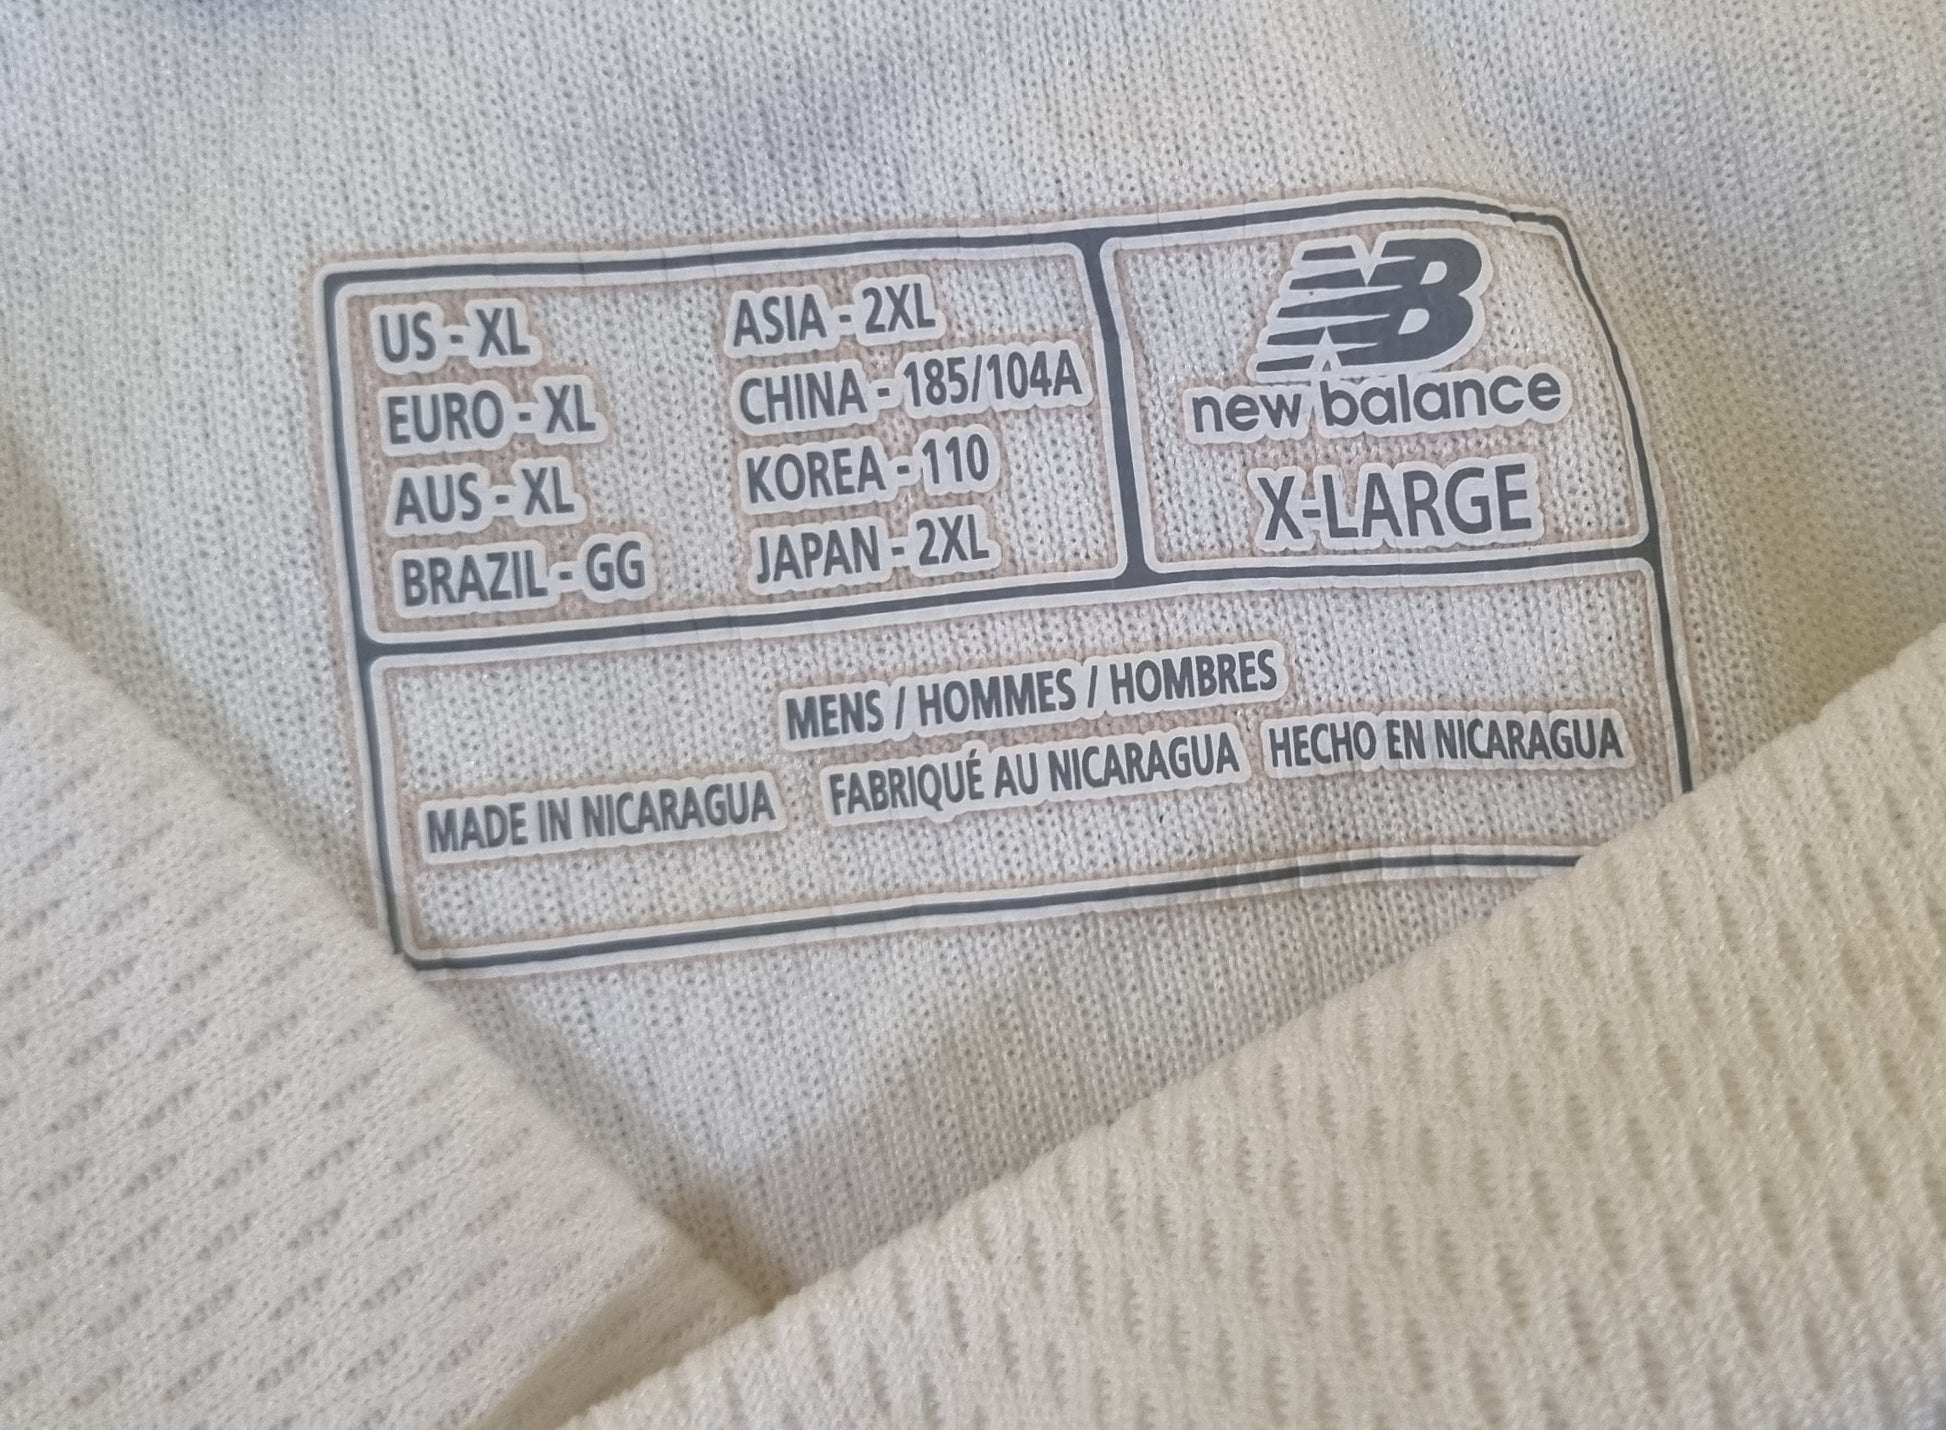 US - XL
EURO - XL
AUS - XL
BRAZIL - GG
ASIA - 2XL
CHINA - 185/104A
KOREA - 110
JAPAN - 2XL
NB
new balance
X-LARGE
MENS / HOMMES / HOMBRES
MADE IN NICARAGUA FABRIQUÉ AU NICARAGUA HECHO EN NICARAGUA